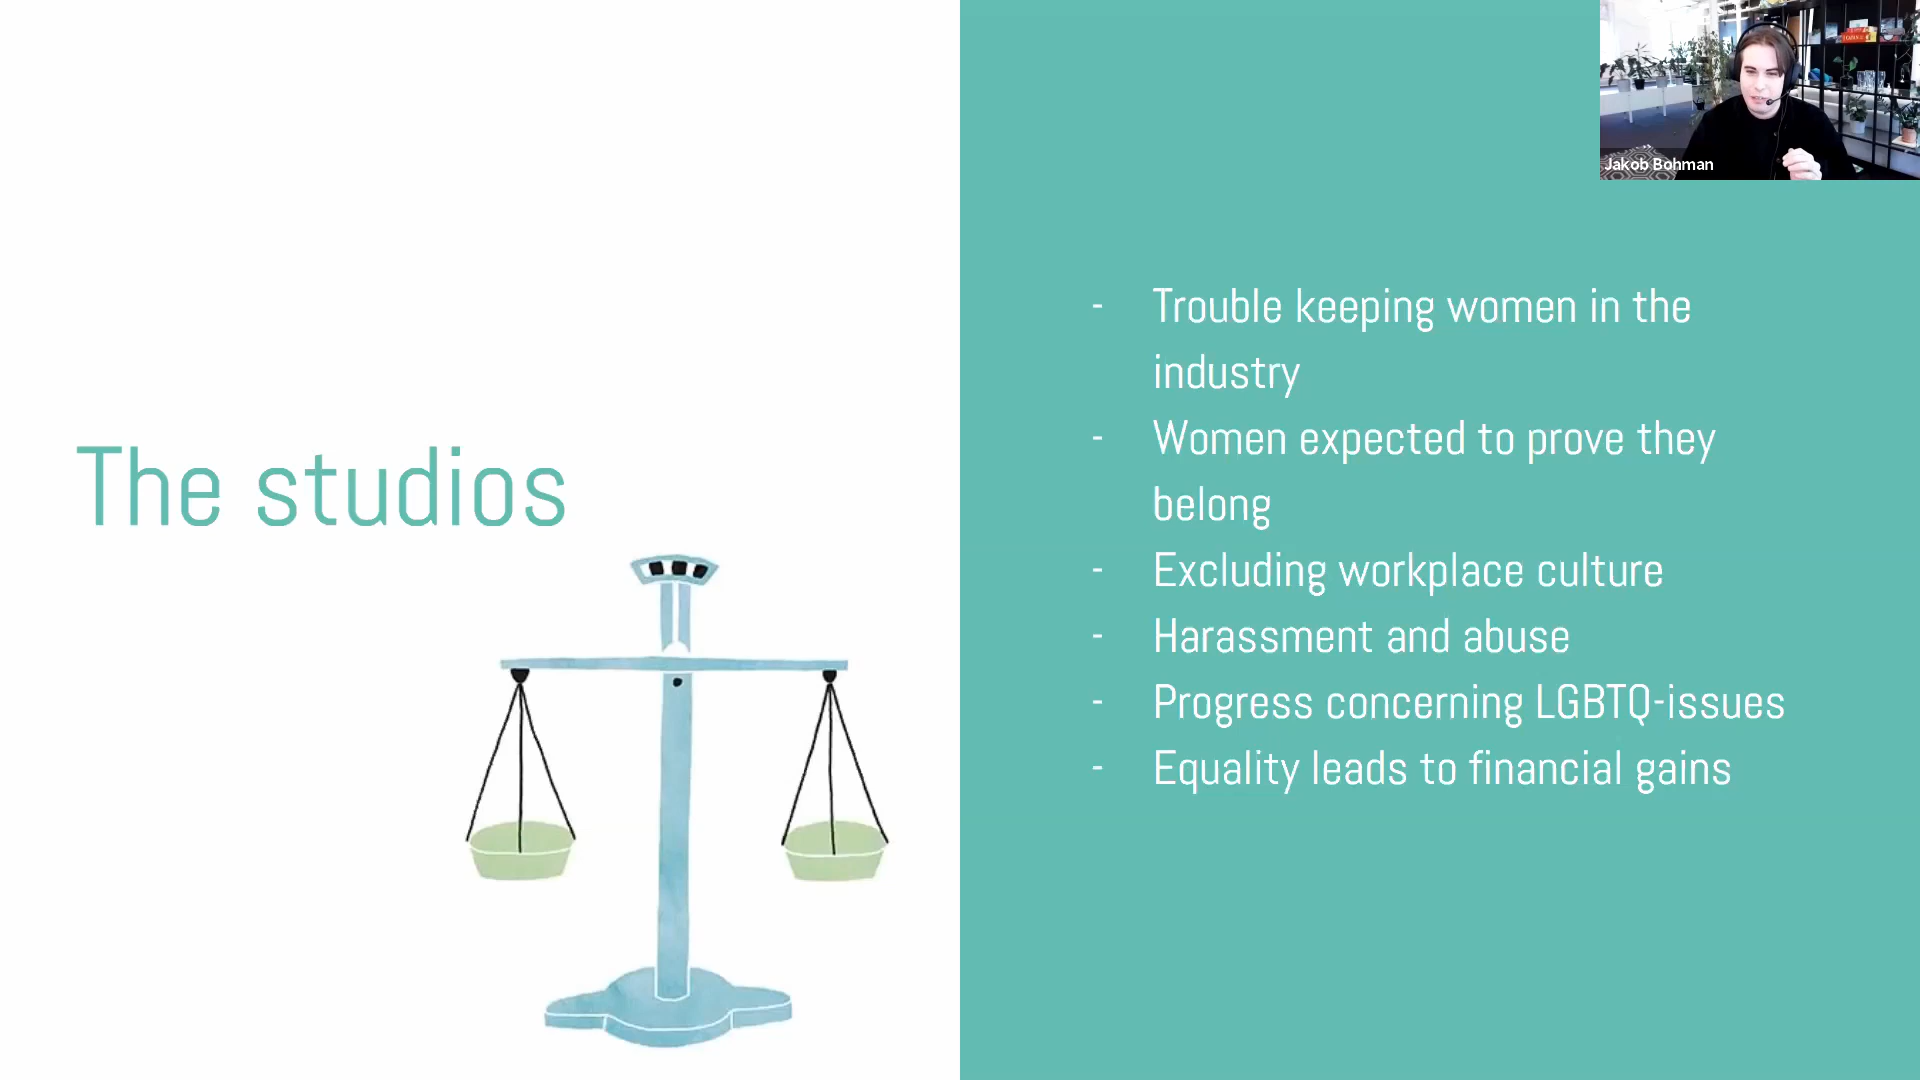 Jakob Bohman
The studios
- Trouble keeping women in the
industry
- Women expected to prove they
belong
- Excluding workplace culture
- Harassment and abuse
- Progress concerning LGBTQ-issues
- Equality leads to financial gains